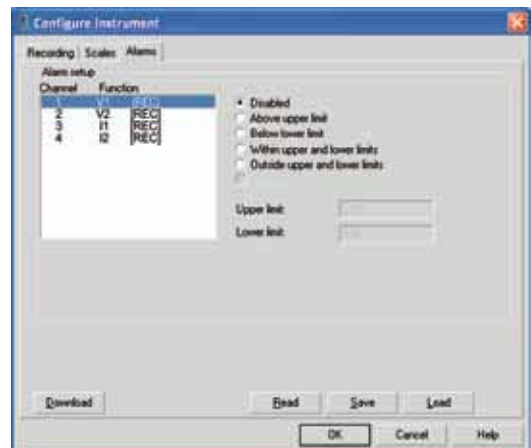 Configure Instrument
Recording Scales Alarms
Alarm setup
Channel Function
1 V1 [REC]
2 V2 [REC]
3 I1 [REC]
4 I2 [REC]
Disabled
Above upper limit
Below lower limit
Within upper and lower limits
Outside upper and lower limits
Upper limit:
Lower limit:
Download Read Save Load
OK Cancel Help